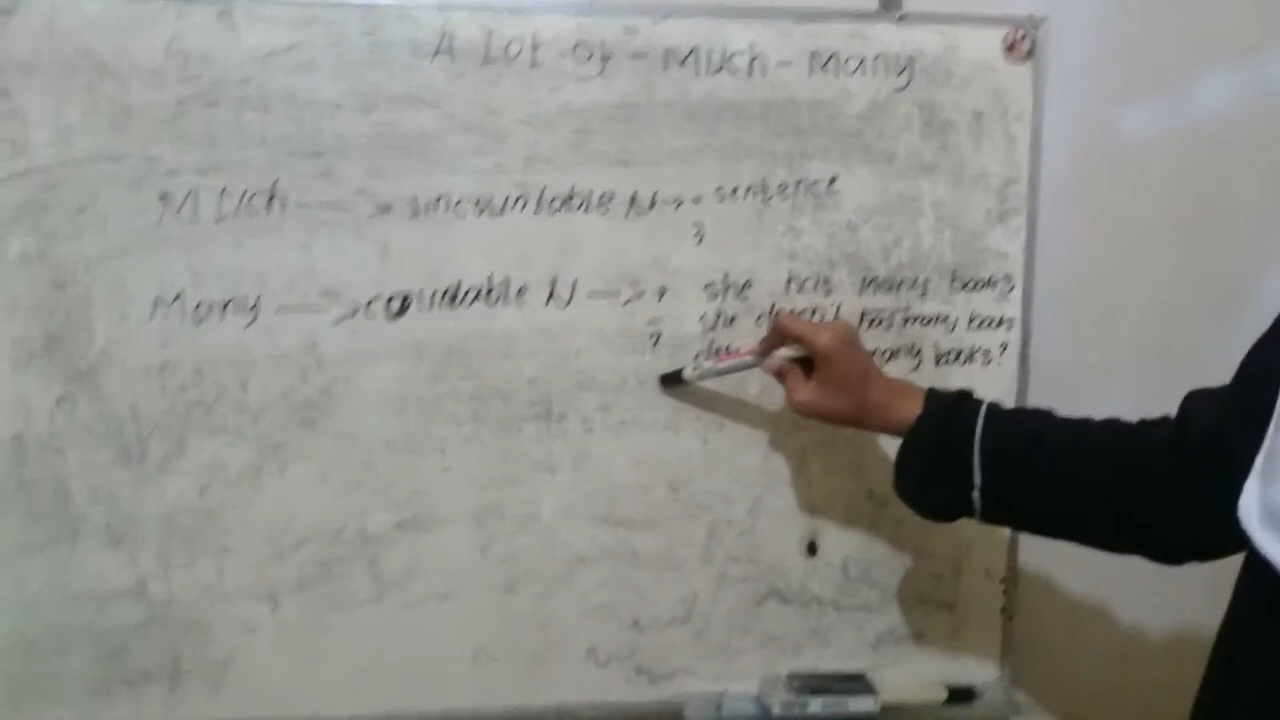 A Lot of - Much - Many
Much → uncountable N → - sentence
?
Many → countable N → + she has many books
- she doesn't has many books
? does many books?